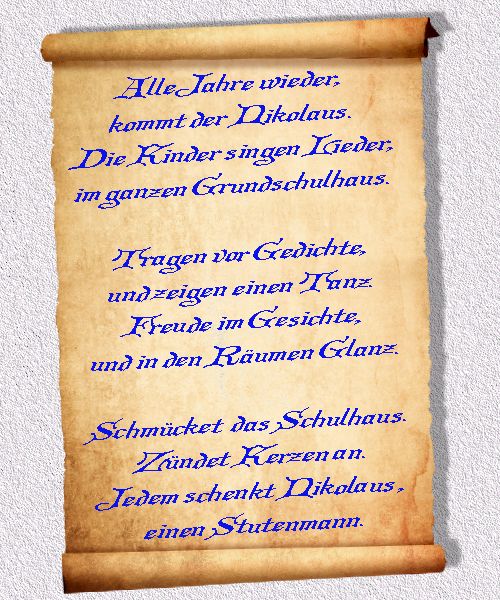 Alle Jahre wieder,
kommt der Nikolaus.
Die Kinder singen Lieder,
im ganzen Grundschulhaus.
Tragen vor Gedichte,
und zeigen einen Tanz
Freude im Gesichte,
und in den Räumen Glanz.
Schmücket das Schulhaus.
Zündet Kerzen an.
Jedem schenkt Nikolaus,
einen Stutenmann.